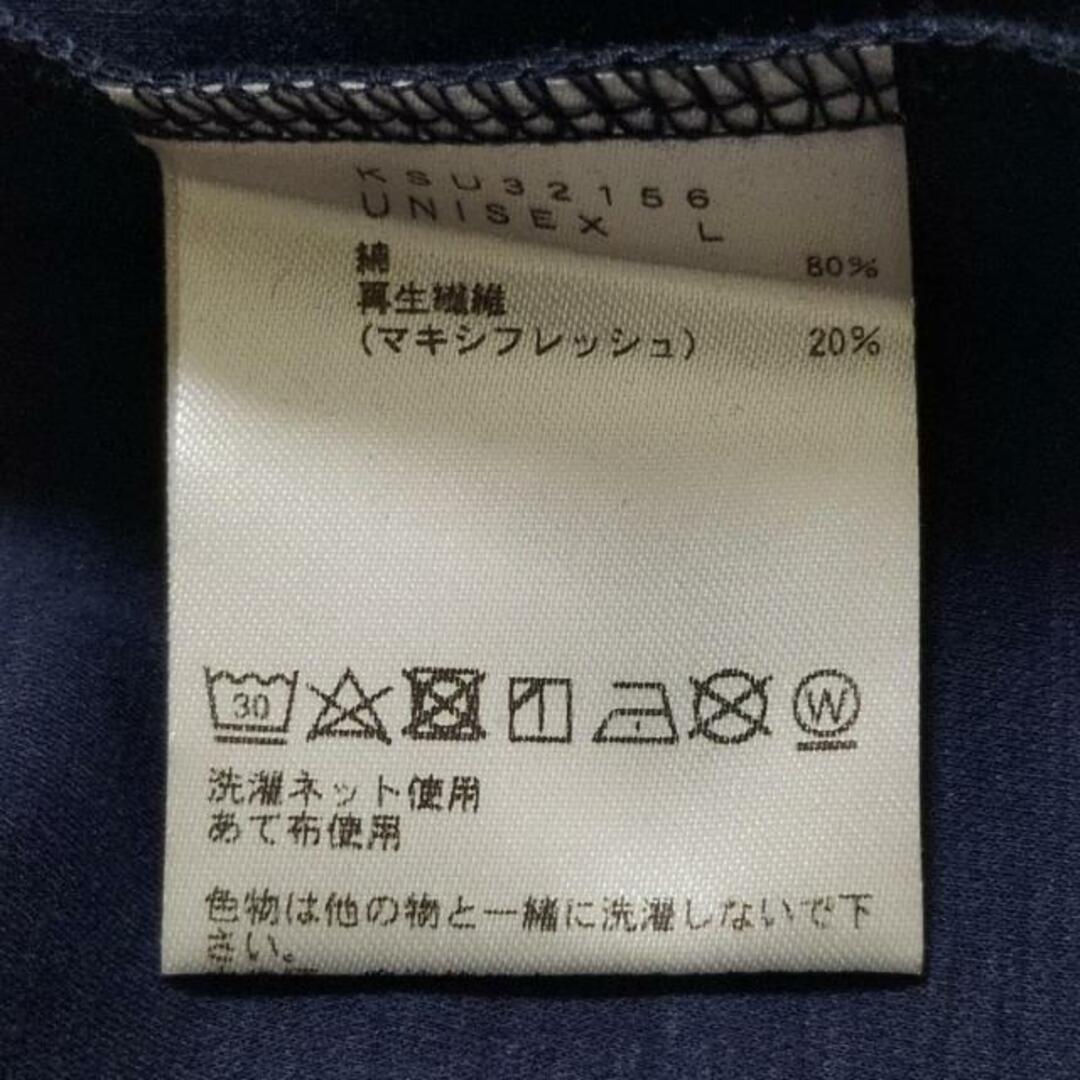 KSU32156
UNISEX L
綿 80%
再生繊維
(マキシフレッシュ) 20%
30
W
洗濯ネット使用
あて布使用
色物は他の物と一緒に洗濯しないで下
さい。